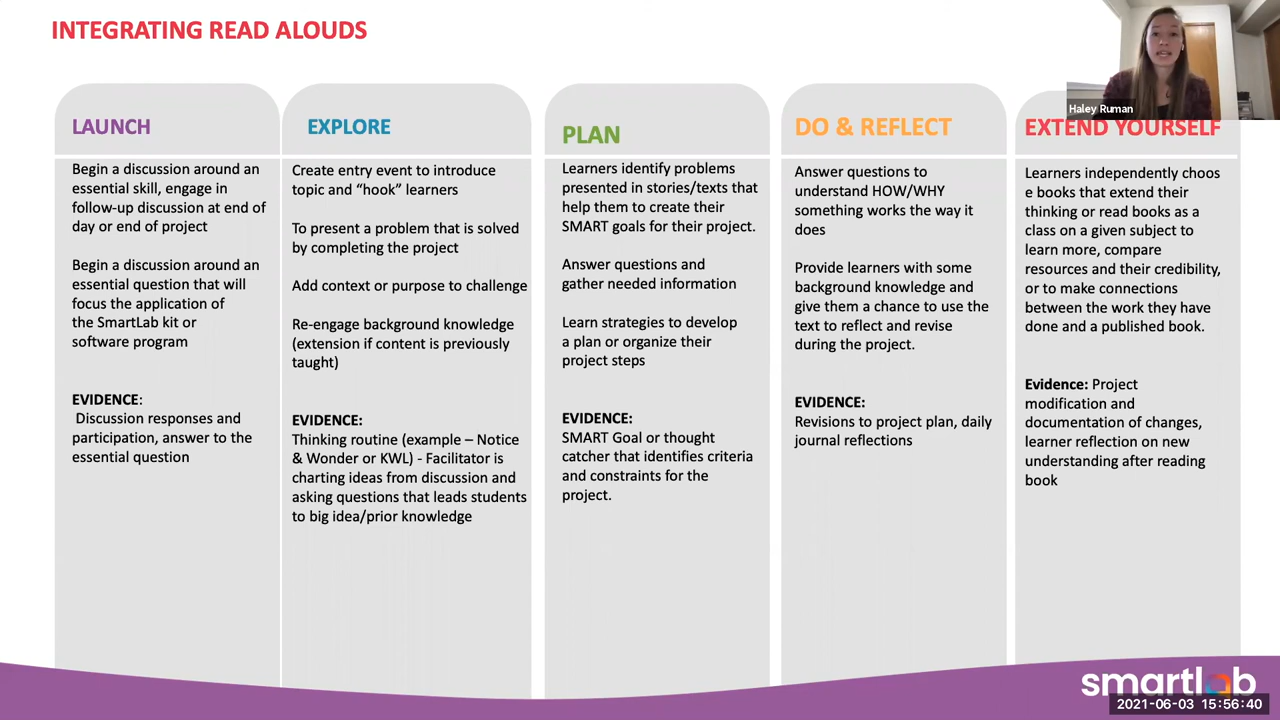 INTEGRATING READ ALOUDS
Haley Ruman
LAUNCH
Begin a discussion around an
essential skill, engage in
follow-up discussion at end of
day or end of project
Begin a discussion around an
essential question that will
focus the application of
the SmartLab kit or
software program
EVIDENCE:
Discussion responses and
participation, answer to the
essential question
EXPLORE
Create entry event to introduce
topic and “hook” learners
To present a problem that is solved
by completing the project
Add context or purpose to challenge
Re-engage background knowledge
(extension if content is previously
taught)
EVIDENCE:
Thinking routine (example – Notice
& Wonder or KWL) - Facilitator is
charting ideas from discussion and
asking questions that leads students
to big idea/prior knowledge
PLAN
Learners identify problems
presented in stories/texts that
help them to create their
SMART goals for their project.
Answer questions and
gather needed information
Learn strategies to develop
a plan or organize their
project steps
EVIDENCE:
SMART Goal or thought
catcher that identifies criteria
and constraints for the
project.
DO & REFLECT
Answer questions to
understand HOW/WHY
something works the way it
does
Provide learners with some
background knowledge and
give them a chance to use the
text to reflect and revise
during the project.
EVIDENCE:
Revisions to project plan, daily
journal reflections
EXTEND YOURSELF
Learners independently choos
e books that extend their
thinking or read books as a
class on a given subject to
learn more, compare
resources and their credibility,
or to make connections
between the work they have
done and a published book.
Evidence: Project
modification and
documentation of changes,
learner reflection on new
understanding after reading
book
smartlab
2021-06-03 15:56:40